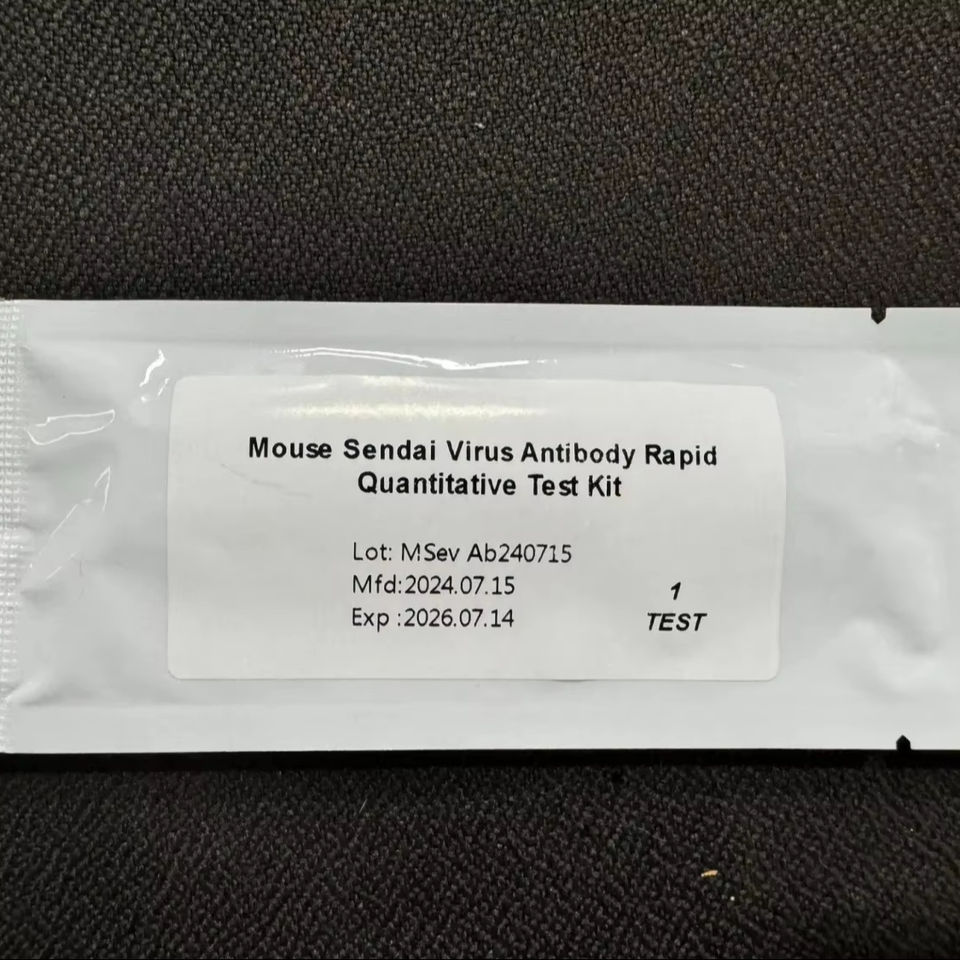 Mouse Sendai Virus Antibody Rapid
Quantitative Test Kit
Lot: MSev Ab240715
Mfd:2024.07.15
Exp :2026.07.14
1
TEST